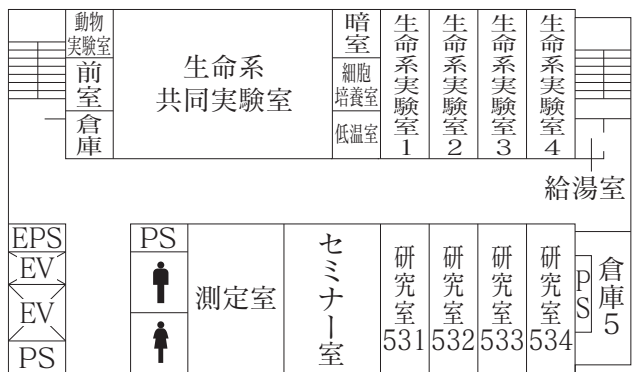 動物
実験室
前室
倉庫
生命系
共同実験室
暗室
細胞
培養室
低温室
生命系実験室1
生命系実験室2
生命系実験室3
生命系実験室4
給湯室
EPS
EV
EV
PS
PS
測定室
セミナー室
研究室531
研究室532
研究室533
研究室534
PS
倉庫5